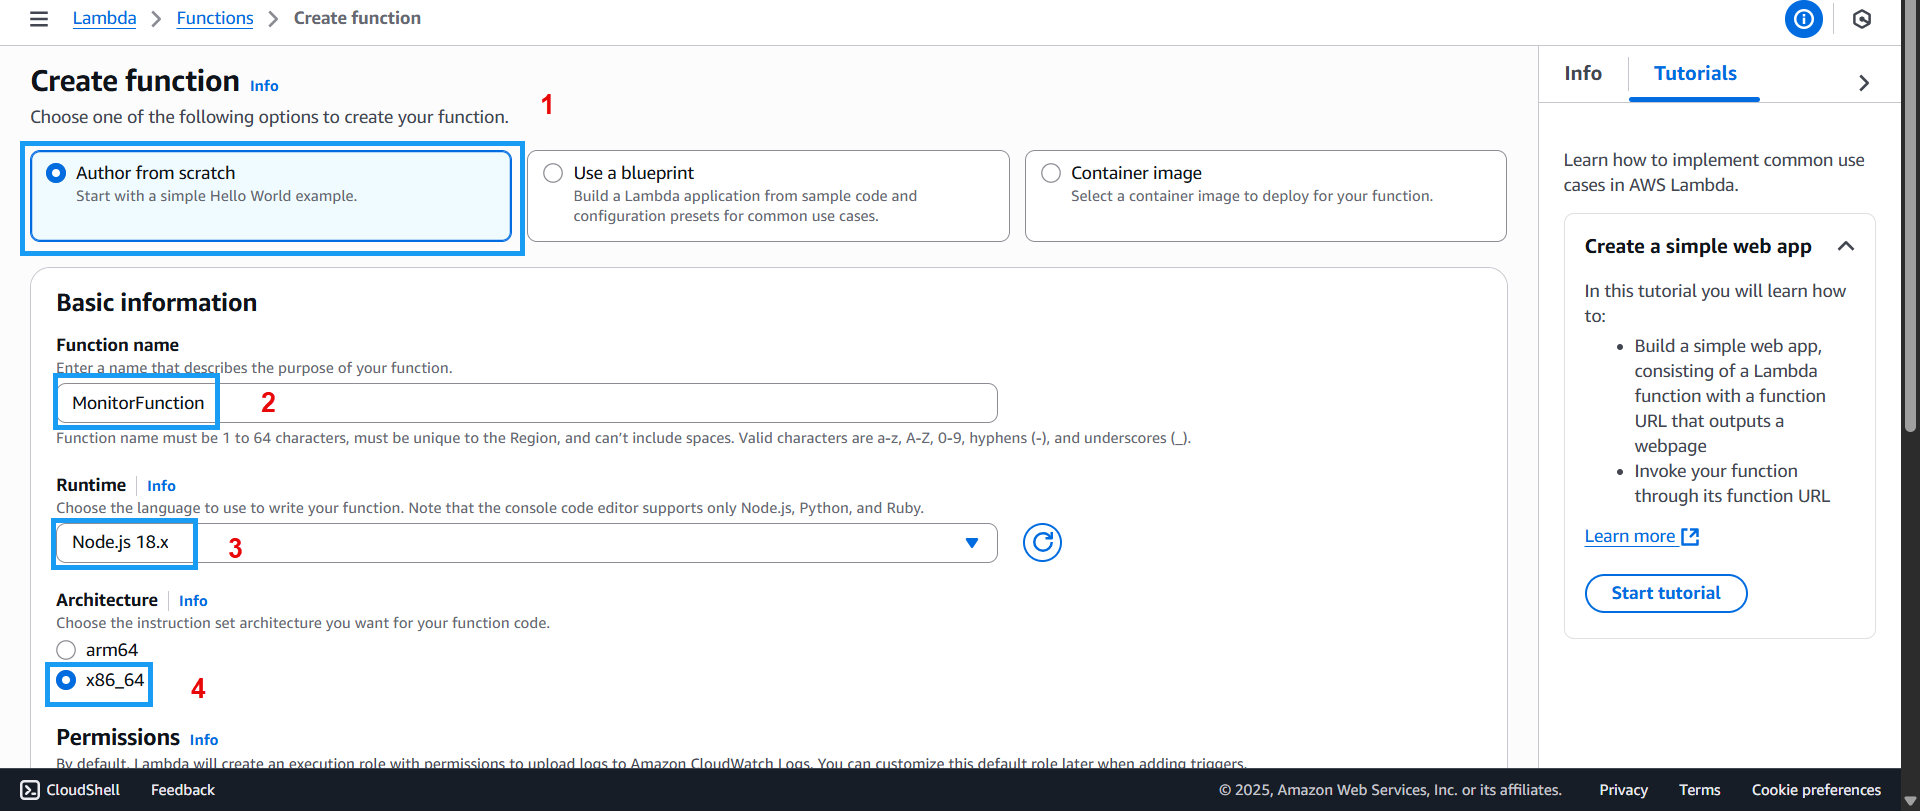 Lambda > Functions > Create function
Create function Info
Choose one of the following options to create your function.
1
Author from scratch
Start with a simple Hello World example.
Use a blueprint
Build a Lambda application from sample code and
configuration presets for common use cases.
Container image
Select a container image to deploy for your function.
Basic information
Function name
Enter a name that describes the purpose of your function.
MonitorFunction
2
Function name must be 1 to 64 characters, must be unique to the Region, and can't include spaces. Valid characters are a-z, A-Z, 0-9, hyphens (-), and underscores (_).
Runtime Info
Choose the language to use to write your function. Note that the console code editor supports only Node.js, Python, and Ruby.
Node.js 18.x
3
Architecture Info
Choose the instruction set architecture you want for your function code.
arm64
x86_64
4
Permissions Info
By default, Lambda will create an execution role with permissions to upload logs to Amazon CloudWatch Logs. You can customize this default role later when adding triggers.
Info
Tutorials
Learn how to implement common use
cases in AWS Lambda.
Create a simple web app
In this tutorial you will learn how
to:
• Build a simple web app,
consisting of a Lambda
function with a function
URL that outputs a
webpage
• Invoke your function
through its function URL
Learn more
Start tutorial
CloudShell Feedback
© 2025, Amazon Web Services, Inc. or its affiliates. Privacy Terms Cookie preferences